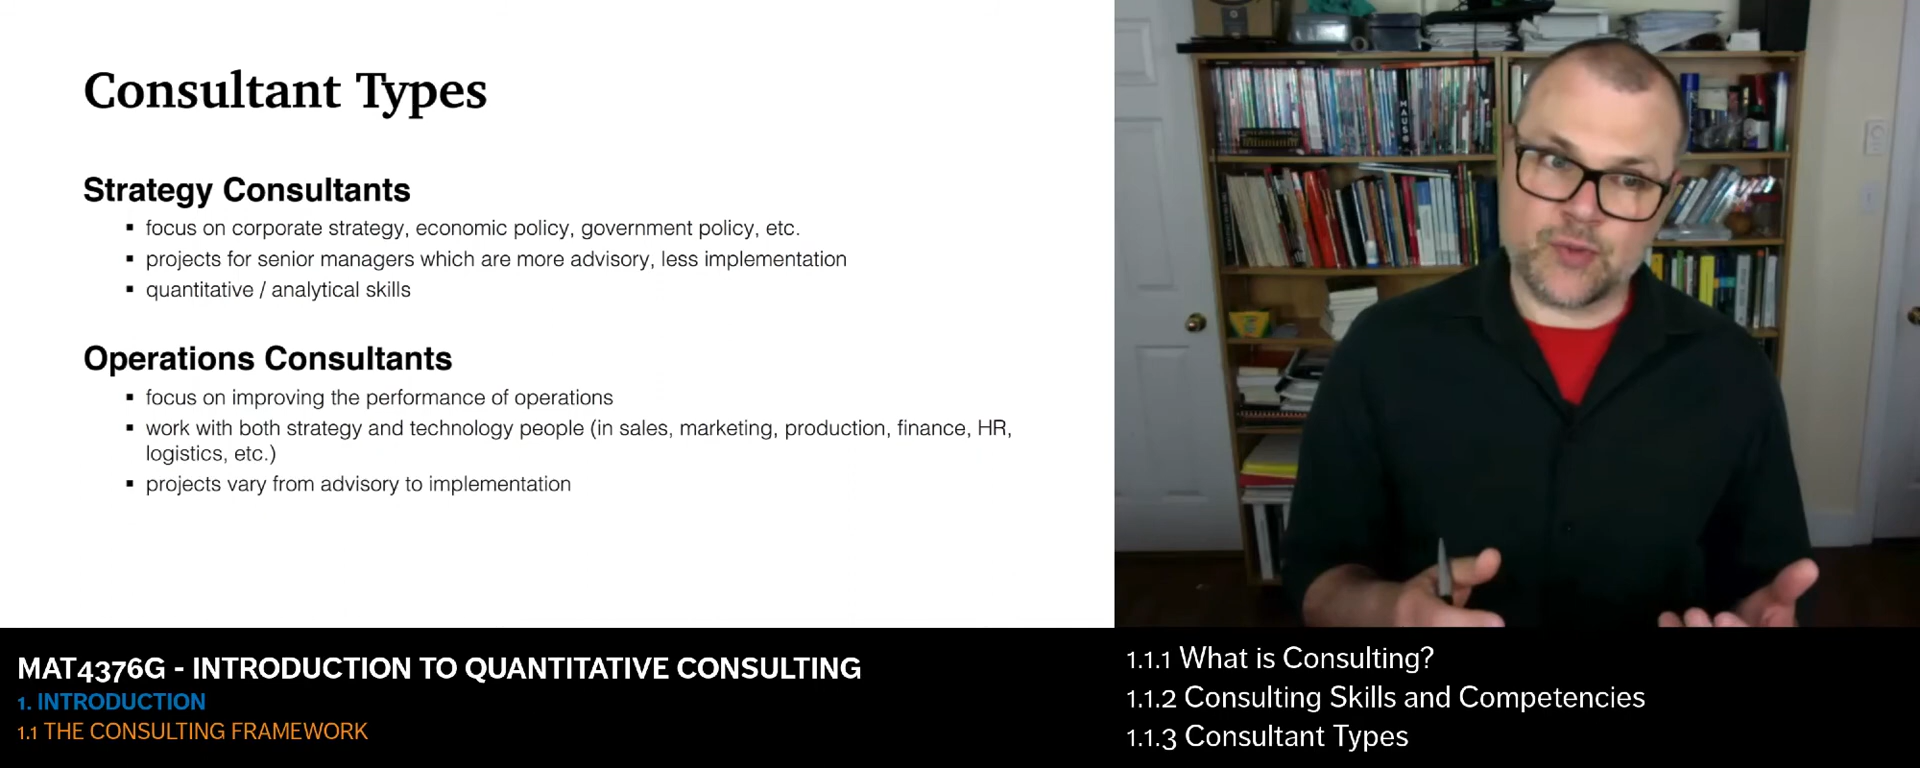 Consultant Types
Strategy Consultants
▪ focus on corporate strategy, economic policy, government policy, etc.
▪ projects for senior managers which are more advisory, less implementation
▪ quantitative / analytical skills
Operations Consultants
▪ focus on improving the performance of operations
▪ work with both strategy and technology people (in sales, marketing, production, finance, HR,
logistics, etc.)
▪ projects vary from advisory to implementation
HAUS
MAT4376G - INTRODUCTION TO QUANTITATIVE CONSULTING
1. INTRODUCTION
1.1 THE CONSULTING FRAMEWORK
1.1.1 What is Consulting?
1.1.2 Consulting Skills and Competencies
1.1.3 Consultant Types